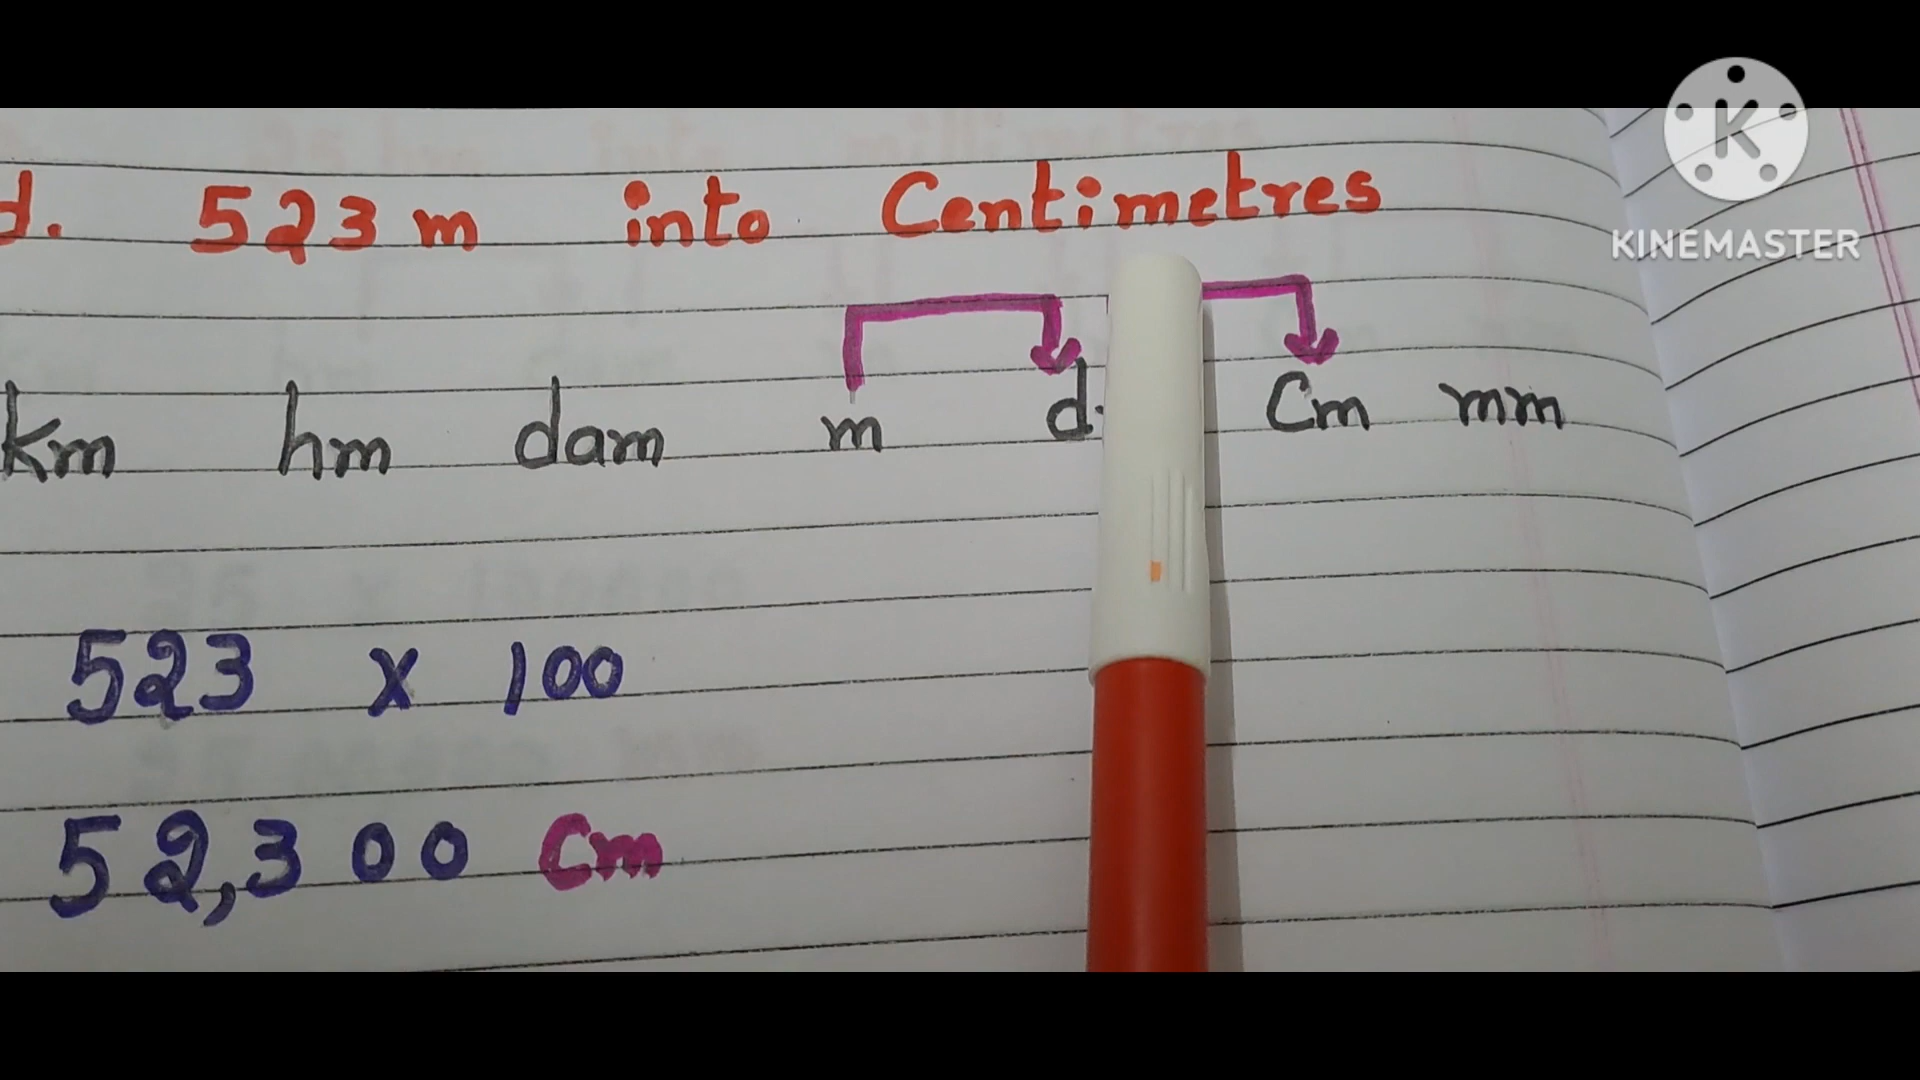 d. 523 m into Centimetres
km hm dam m d Cm mm
523 x 100
52,300 Cm
K
KINEMASTER